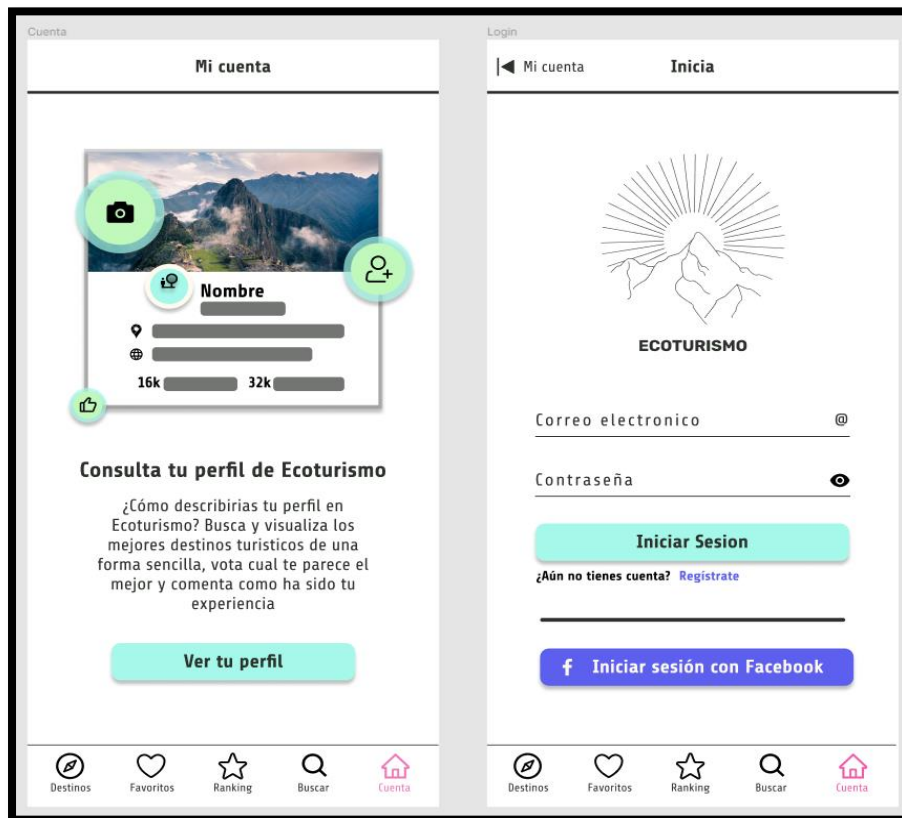 Cuenta
Mi cuenta
Nombre
16k 32k
Consulta tu perfil de Ecoturismo
¿Cómo describirias tu perfil en
Ecoturismo? Busca y visualiza los
mejores destinos turisticos de una
forma sencilla, vota cual te parece el
mejor y comenta como ha sido tu
experiencia
Ver tu perfil
Destinos Favoritos Ranking Buscar Cuenta
Login
Mi cuenta Inicia
ECOTURISMO
Correo electronico @
Contraseña
Iniciar Sesion
¿Aún no tienes cuenta? Regístrate
f Iniciar sesión con Facebook
Destinos Favoritos Ranking Buscar Cuenta